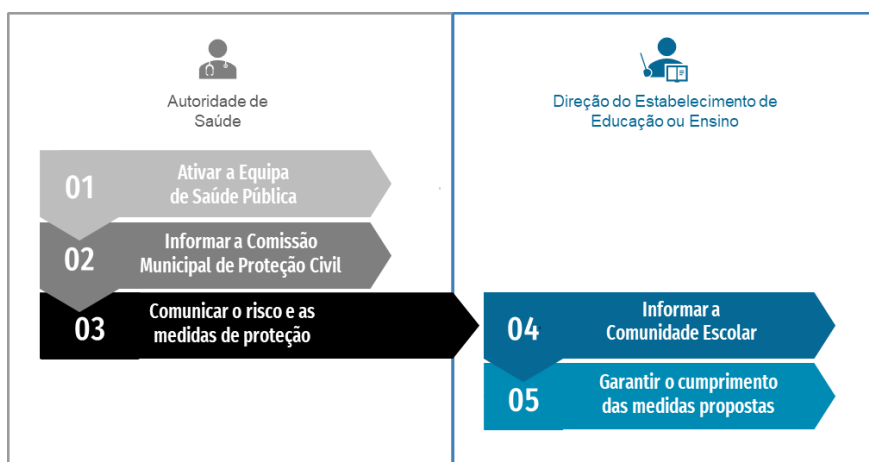 Autoridade de
Saúde
Direção do Estabelecimento de
Educação ou Ensino
01
Ativar a Equipa
de Saúde Pública
02
Informar a Comissão
Municipal de Proteção Civil
03
Comunicar o risco e as
medidas de proteção
04
Informar a
Comunidade Escolar
05
Garantir o cumprimento
das medidas propostas